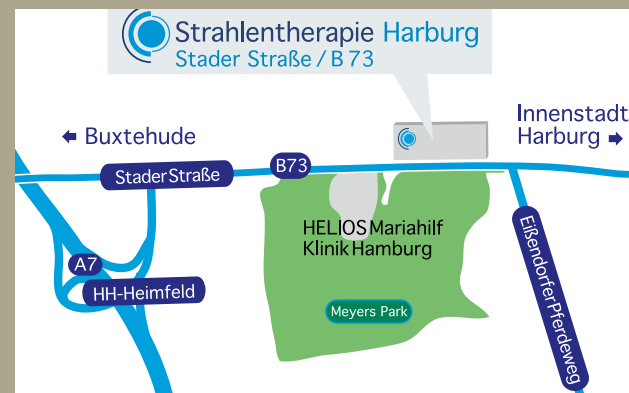 Strahlentherapie Harburg
Stader Straße / B 73
Innenstadt
Harburg
Buxtehude
B73
Stader Straße
HELIOS Mariahilf
Klinik Hamburg
Eißendorfer Pferdeweg
A7
HH-Heimfeld
Meyers Park